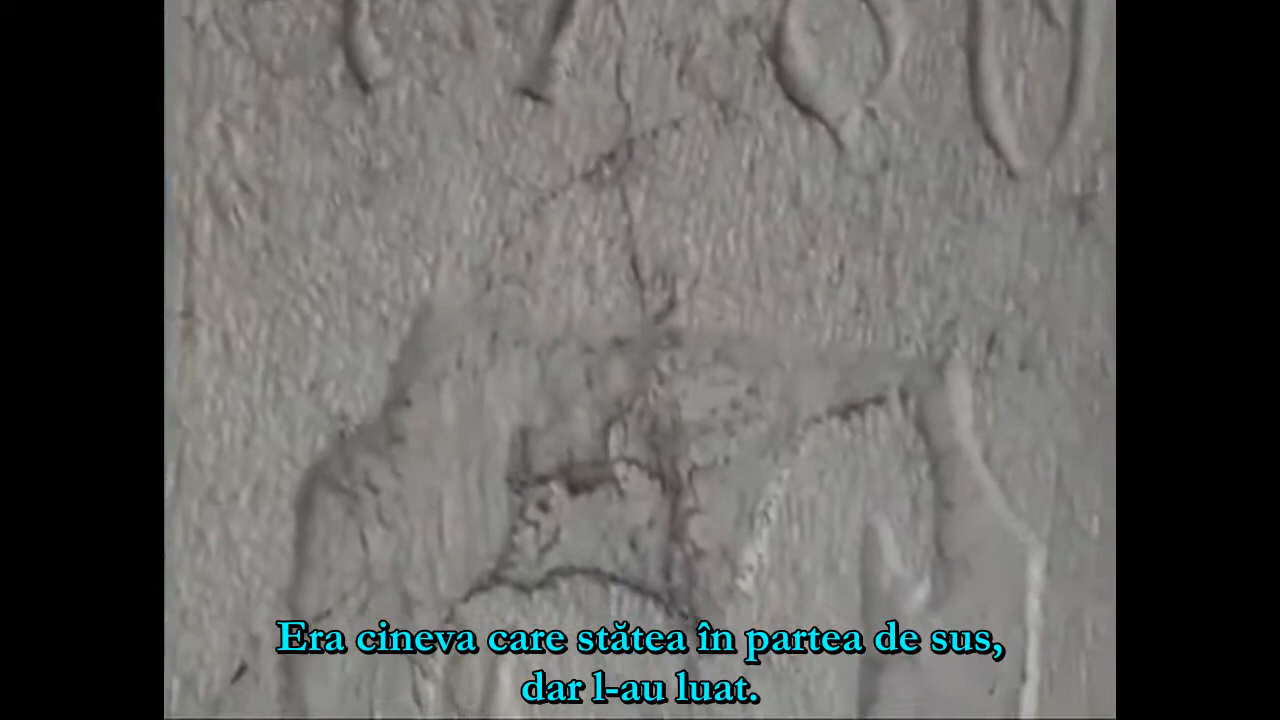 Era cineva care stătea în partea de sus,
dar l-au luat.